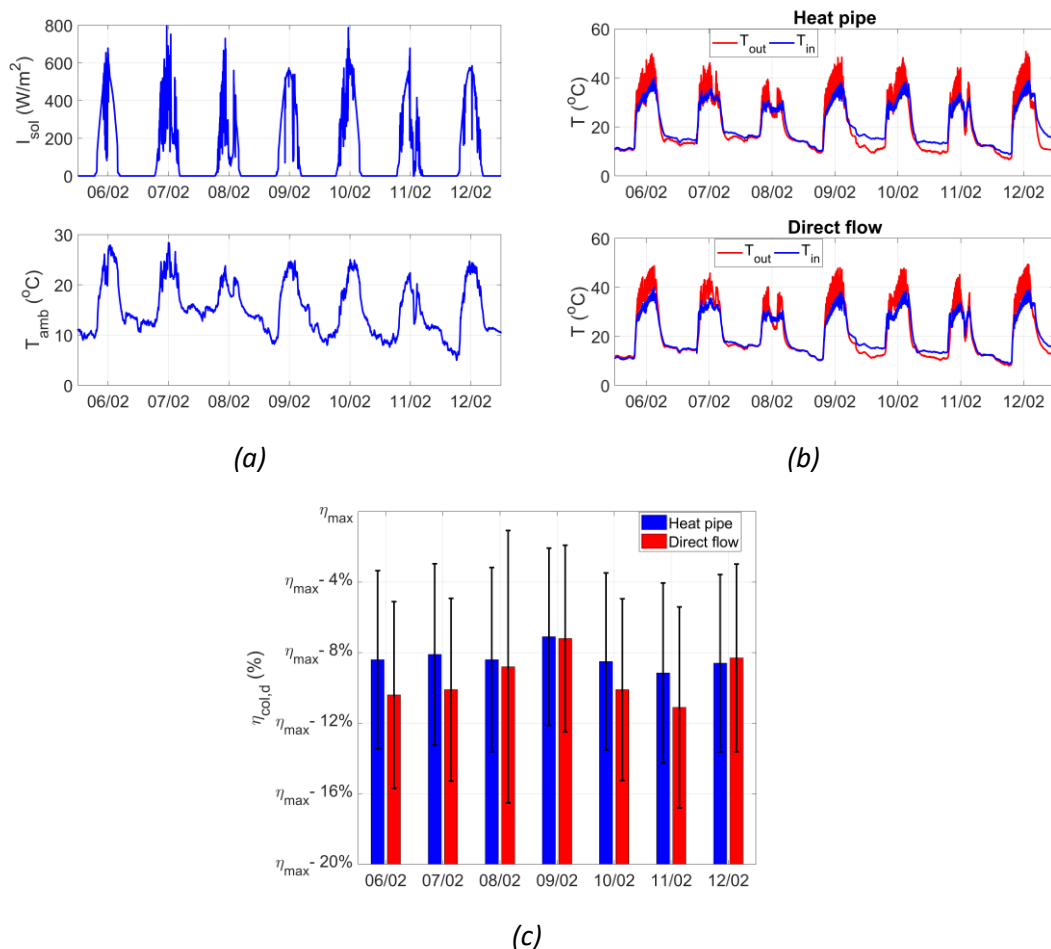 800
600
400
200
0
I_sol (W/m²)
06/02 07/02 08/02 09/02 10/02 11/02 12/02
30
20
10
0
T_amb (°C)
06/02 07/02 08/02 09/02 10/02 11/02 12/02
(a)
Heat pipe
T_out T_in
60
40
20
0
T (°C)
06/02 07/02 08/02 09/02 10/02 11/02 12/02
Direct flow
T_out T_in
60
40
20
0
T (°C)
06/02 07/02 08/02 09/02 10/02 11/02 12/02
(b)
Heat pipe
Direct flow
η_max
η_max- 4%
η_max- 8%
η_max- 12%
η_max- 16%
η_max- 20%
η_col,d (%)
06/02 07/02 08/02 09/02 10/02 11/02 12/02
(c)